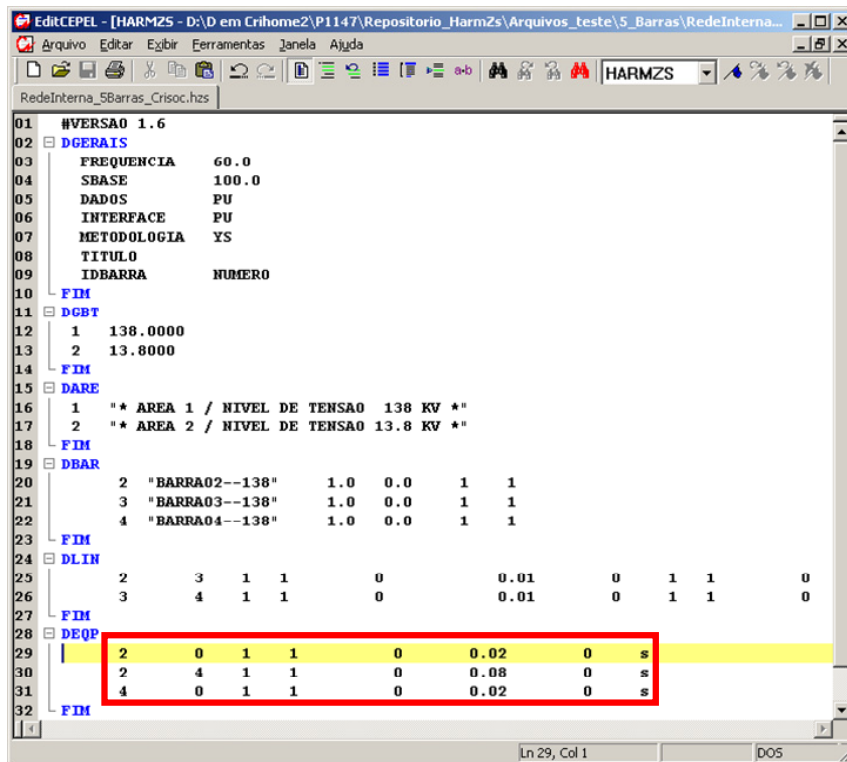 EditCEPEL - [HARMZS - D:\D em Crihome2\P1147\Repositorio_HarmZs\Arquivos_teste\5_Barras\RedeInterna...
Arquivo Editar Exibir Ferramentas Janela Ajuda
HARMZS
RedeInterna_5Barras_Crisoc.hzs
01 #VERSAO 1.6
02 DGERAIS
03 FREQUENCIA 60.0
04 SBASE 100.0
05 DADOS PU
06 INTERFACE PU
07 METODOLOGIA YS
08 TITULO
09 IDBARRA NUMERO
10 FIM
11 DGBT
12 1 138.0000
13 2 13.8000
14 FIM
15 DARE
16 1 "* AREA 1 / NIVEL DE TENSAO 138 KV *"
17 2 "* AREA 2 / NIVEL DE TENSAO 13.8 KV *"
18 FIM
19 DBAR
20 2 "BARRA02--138" 1.0 0.0 1 1
21 3 "BARRA03--138" 1.0 0.0 1 1
22 4 "BARRA04--138" 1.0 0.0 1 1
23 FIM
24 DLIN
25 2 3 1 1 0 0.01 0 1 1 0
26 3 4 1 1 0 0.01 0 1 1 0
27 FIM
28 DEQP
29 2 0 1 1 0 0.02 0 s
30 2 4 1 1 0 0.08 0 s
31 4 0 1 1 0 0.02 0 s
32 FIM
Ln 29, Col 1 DOS